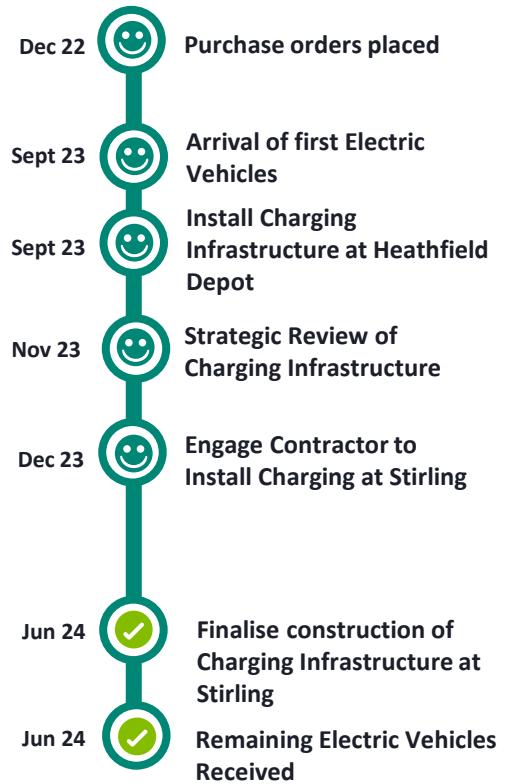 Dec 22
Purchase orders placed
Sept 23
Arrival of first Electric
Vehicles
Sept 23
Install Charging
Infrastructure at Heathfield
Depot
Nov 23
Strategic Review of
Charging Infrastructure
Dec 23
Engage Contractor to
Install Charging at Stirling
Jun 24
Finalise construction of
Charging Infrastructure at
Stirling
Jun 24
Remaining Electric Vehicles
Received